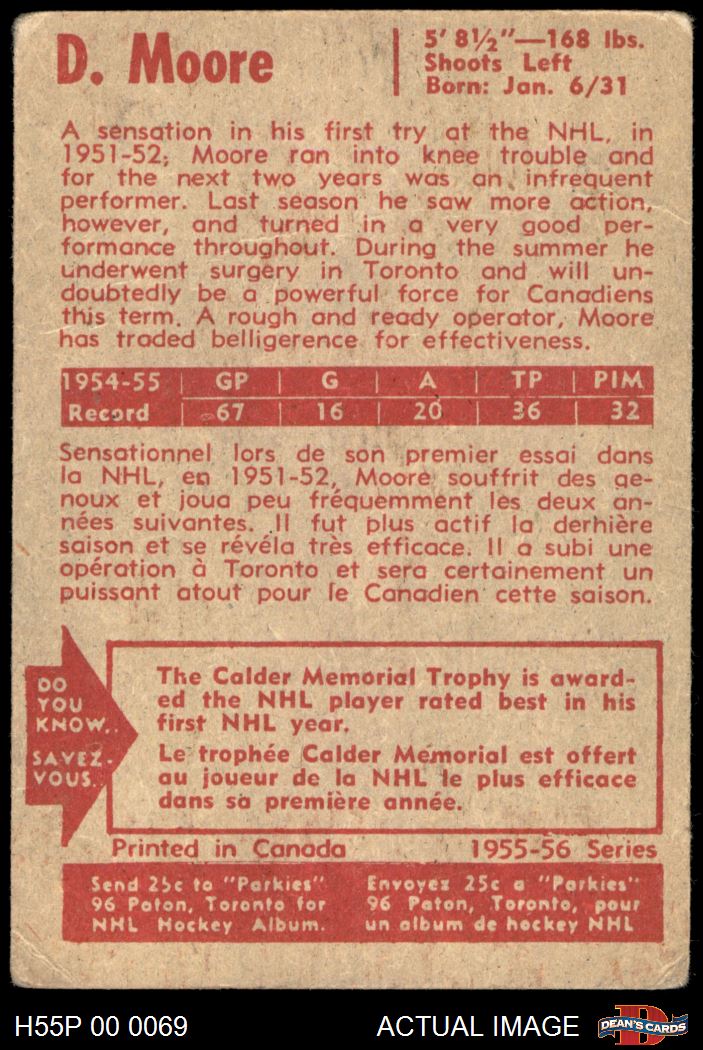 D. Moore
5' 8½"—168 lbs.
Shoots Left
Born: Jan. 6/31
A sensation in his first try at the NHL, in
1951-52; Moore ran into knee trouble and
for the next two years was an infrequent
performer. Last season he saw more action,
however, and turned in a very good per-
formance throughout. During the summer he
underwent surgery in Toronto and will un-
doubtedly be a powerful force for Canadiens
this term. A rough and ready operator, Moore
has traded belligerence for effectiveness.
1954-55 | GP | G | A | TP | PIM
Record | 67 | 16 | 20 | 36 | 32
Sensationnel lors de son premier essai dans
la NHL, en 1951-52, Moore souffrit des ge-
noux et joua peu fréquemment les deux an-
nées suivantes. Il fut plus actif la dernière
saison et se révéla très efficace. Il a subi une
opération à Toronto et sera certainement un
puissant atout pour le Canadien cette saison.
DO
YOU
KNOW..
SAVEZ-
VOUS..
The Calder Memorial Trophy is award-
ed the NHL player rated best in his
first NHL year.
Le trophée Calder Memorial est offert
au joueur de la NHL le plus efficace
dans sa première année.
Printed in Canada 1955-56 Series
Send 25c to "Parkies"
96 Paton, Toronto for
NHL Hockey Album.
Envoyez 25c a "Parkies"
96 Paton, Toronto, pour
un album de hockey NHL
H55P 00 0069 ACTUAL IMAGE
D
DEAN'S CARDS